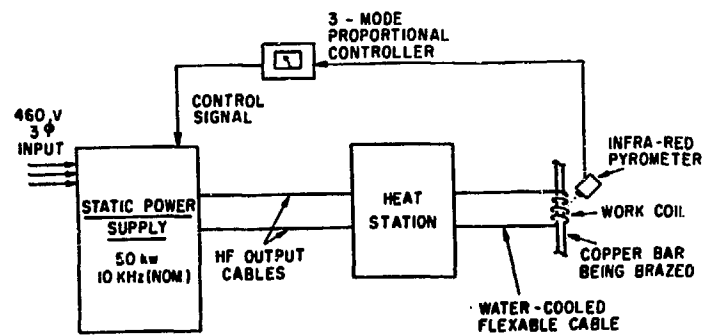 3 - MODE
PROPORTIONAL
CONTROLLER
CONTROL
SIGNAL
460 V
3 ϕ
INPUT
INFRA-RED
PYROMETER
STATIC POWER
SUPPLY
50 kw
10 KHz (NOM)
HEAT
STATION
WORK COIL
HF OUTPUT
CABLES
COPPER BAR
BEING BRAZED
WATER-COOLED
FLEXABLE CABLE